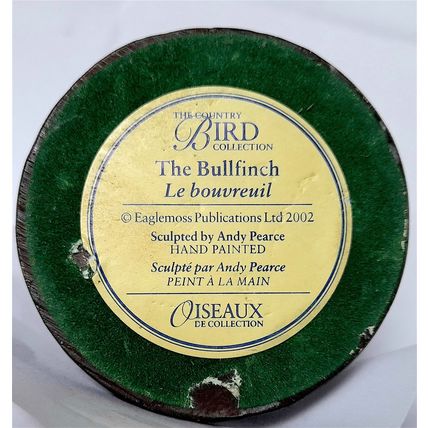 THE COUNTRY
BIRD
COLLECTION
The Bullfinch
Le bouvreuil
© Eaglemoss Publications Ltd 2002
Sculpted by Andy Pearce
HAND PAINTED
Sculpté par Andy Pearce
PEINT À LA MAIN
OISEAUX
DE COLLECTION